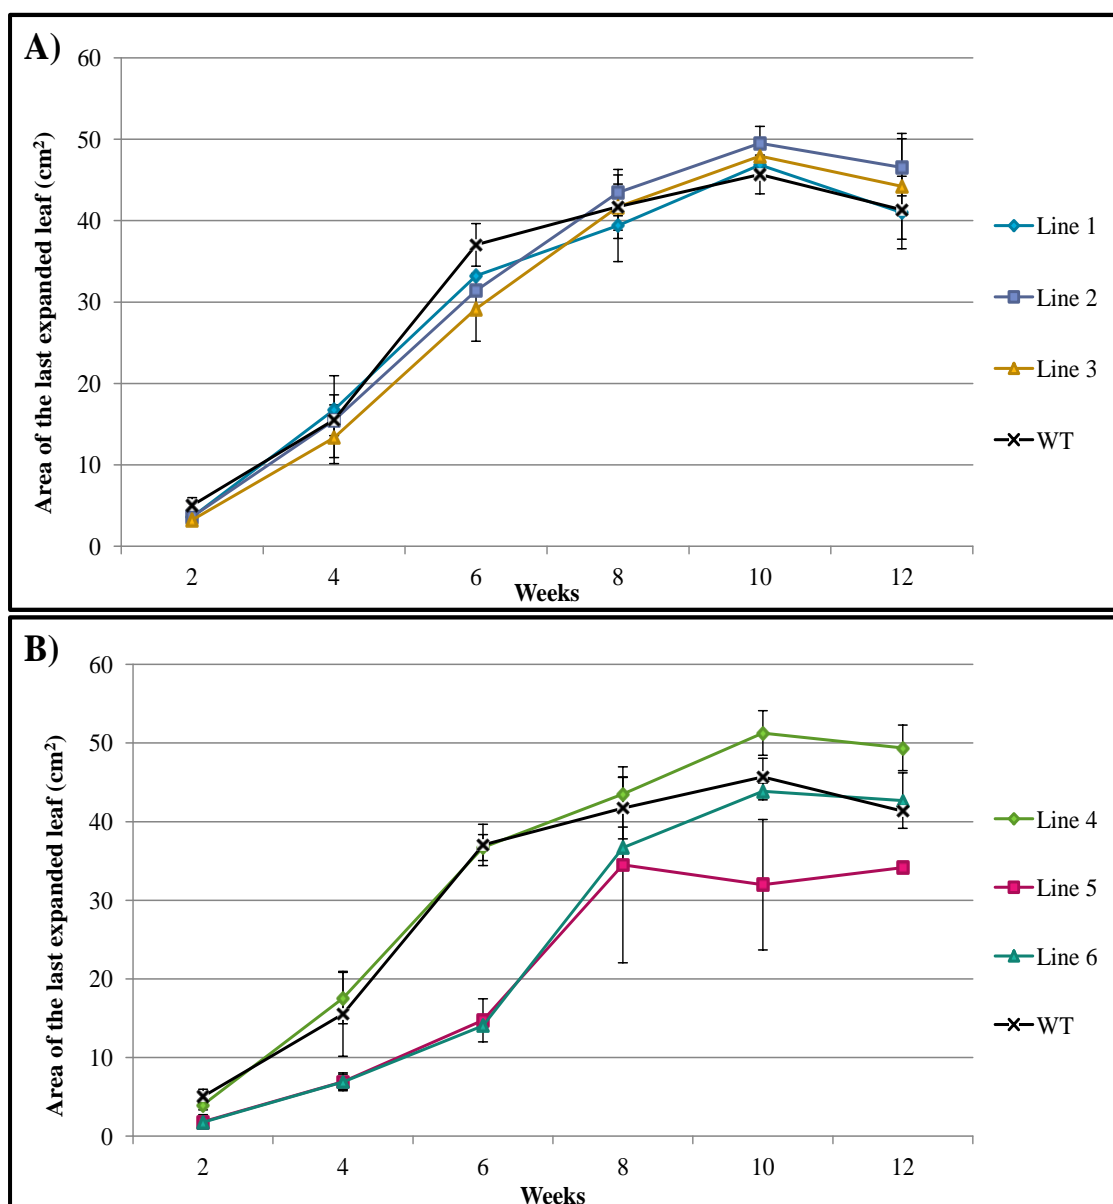 A)
Area of the last expanded leaf (cm²)
60
50
40
30
20
10
0
2 4 6 8 10 12
Weeks
Line 1
Line 2
Line 3
WT
B)
Area of the last expanded leaf (cm²)
60
50
40
30
20
10
0
2 4 6 8 10 12
Weeks
Line 4
Line 5
Line 6
WT